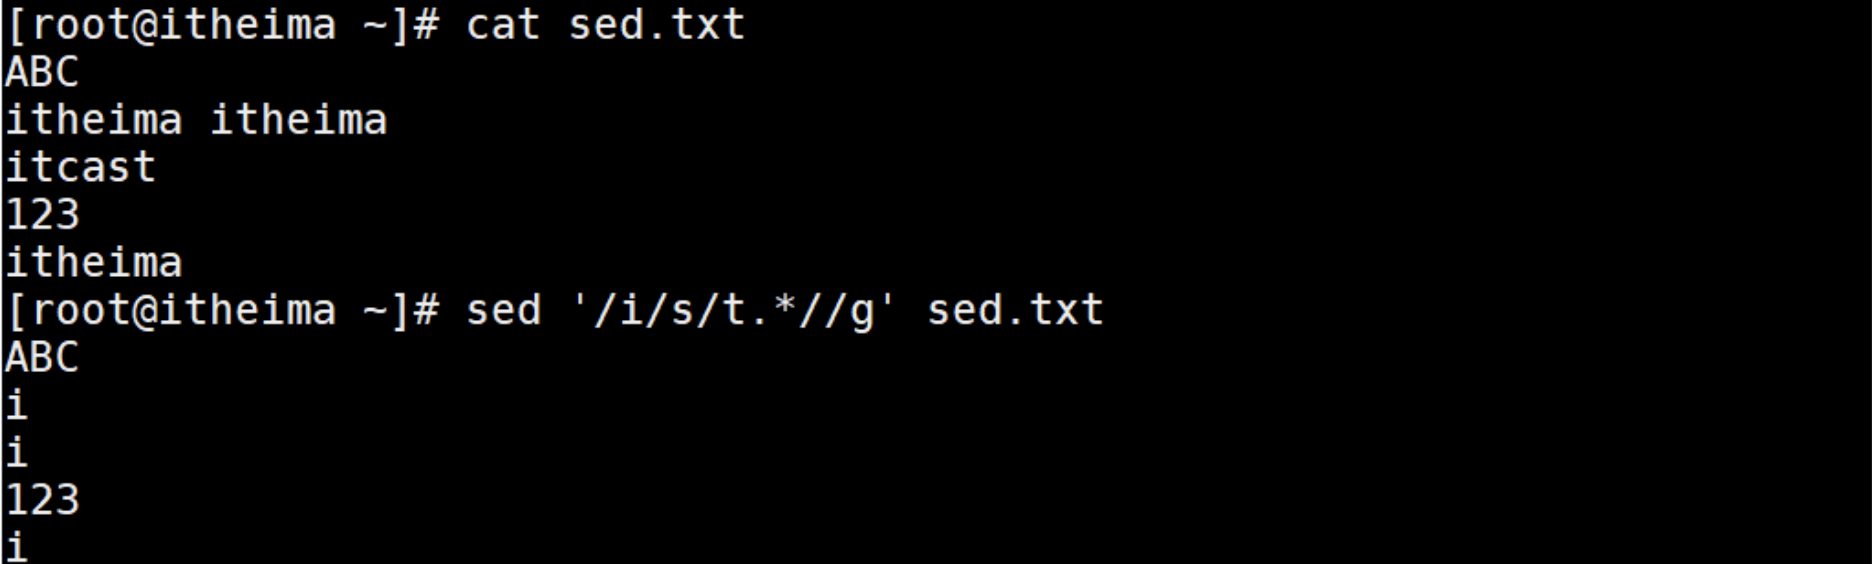 [root@itheima ~]# cat sed.txt
ABC
itheima itheima
itcast
123
itheima
[root@itheima ~]# sed '/i/s/t.*//g' sed.txt
ABC
i
i
123
i